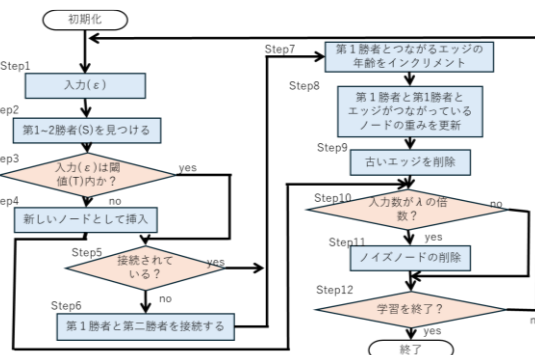 初期化
Step1
入力(ε)
tep2
第1~2勝者(S)を見つける
ep3
入力(ε)は閾
値(T)内か？
yes
no
tep4
新しいノードとして挿入
Step5
接続されて
いる？
yes
no
Step6
第１勝者と第二勝者を接続する
Step7
第１勝者とつながるエッジの
年齢をインクリメント
Step8
第１勝者と第1勝者と
エッジがつながっている
ノードの重みを更新
Step9
古いエッジを削除
Step10
入力数がλの倍
数？
no
yes
Step11
ノイズノードの削除
Step12
学習を終了？
n
yes
終了